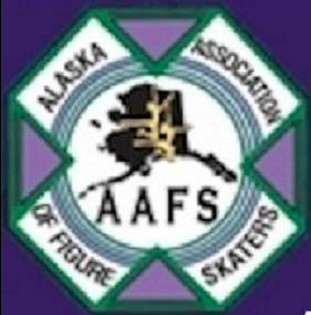 ALASKA
ASSOCIATION
AAFS
OF FIGURE
SKATERS